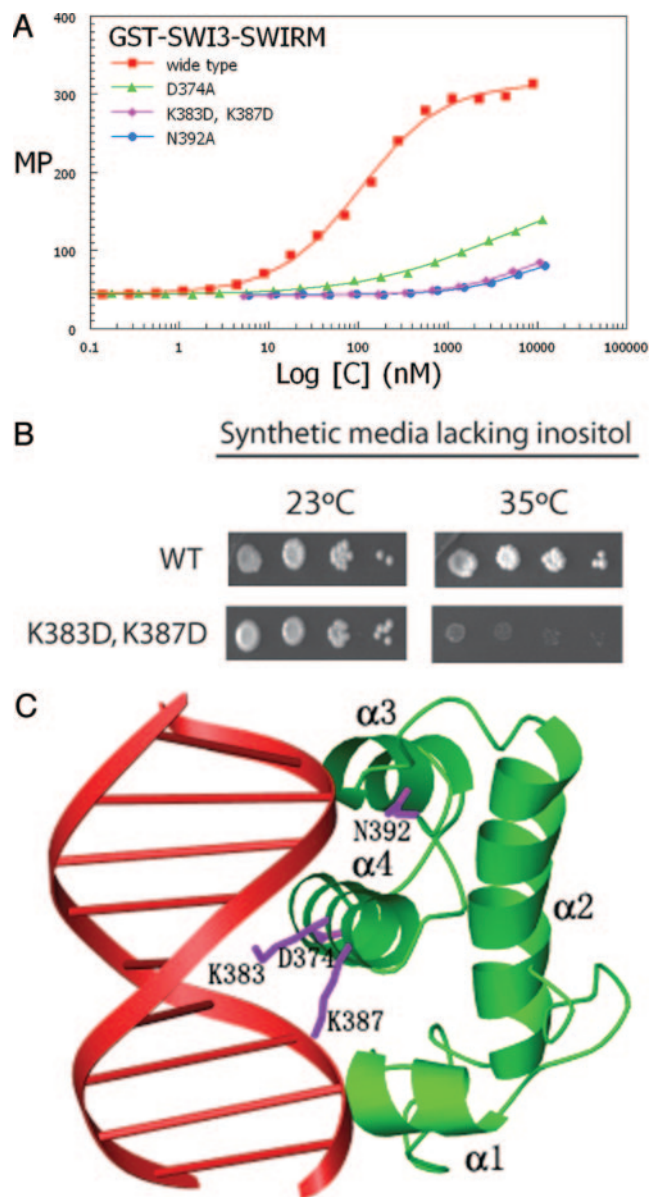 A
GST-SWI3-SWIRM
wide type
D374A
K383D, K387D
N392A
MP
400
300
200
100
0
0.1 1 10 100 1000 10000 100000
Log [C] (nM)
B
Synthetic media lacking inositol
23ºC 35ºC
WT
K383D, K387D
C
α3
N392
α4
α2
K383 D374
K387
α1